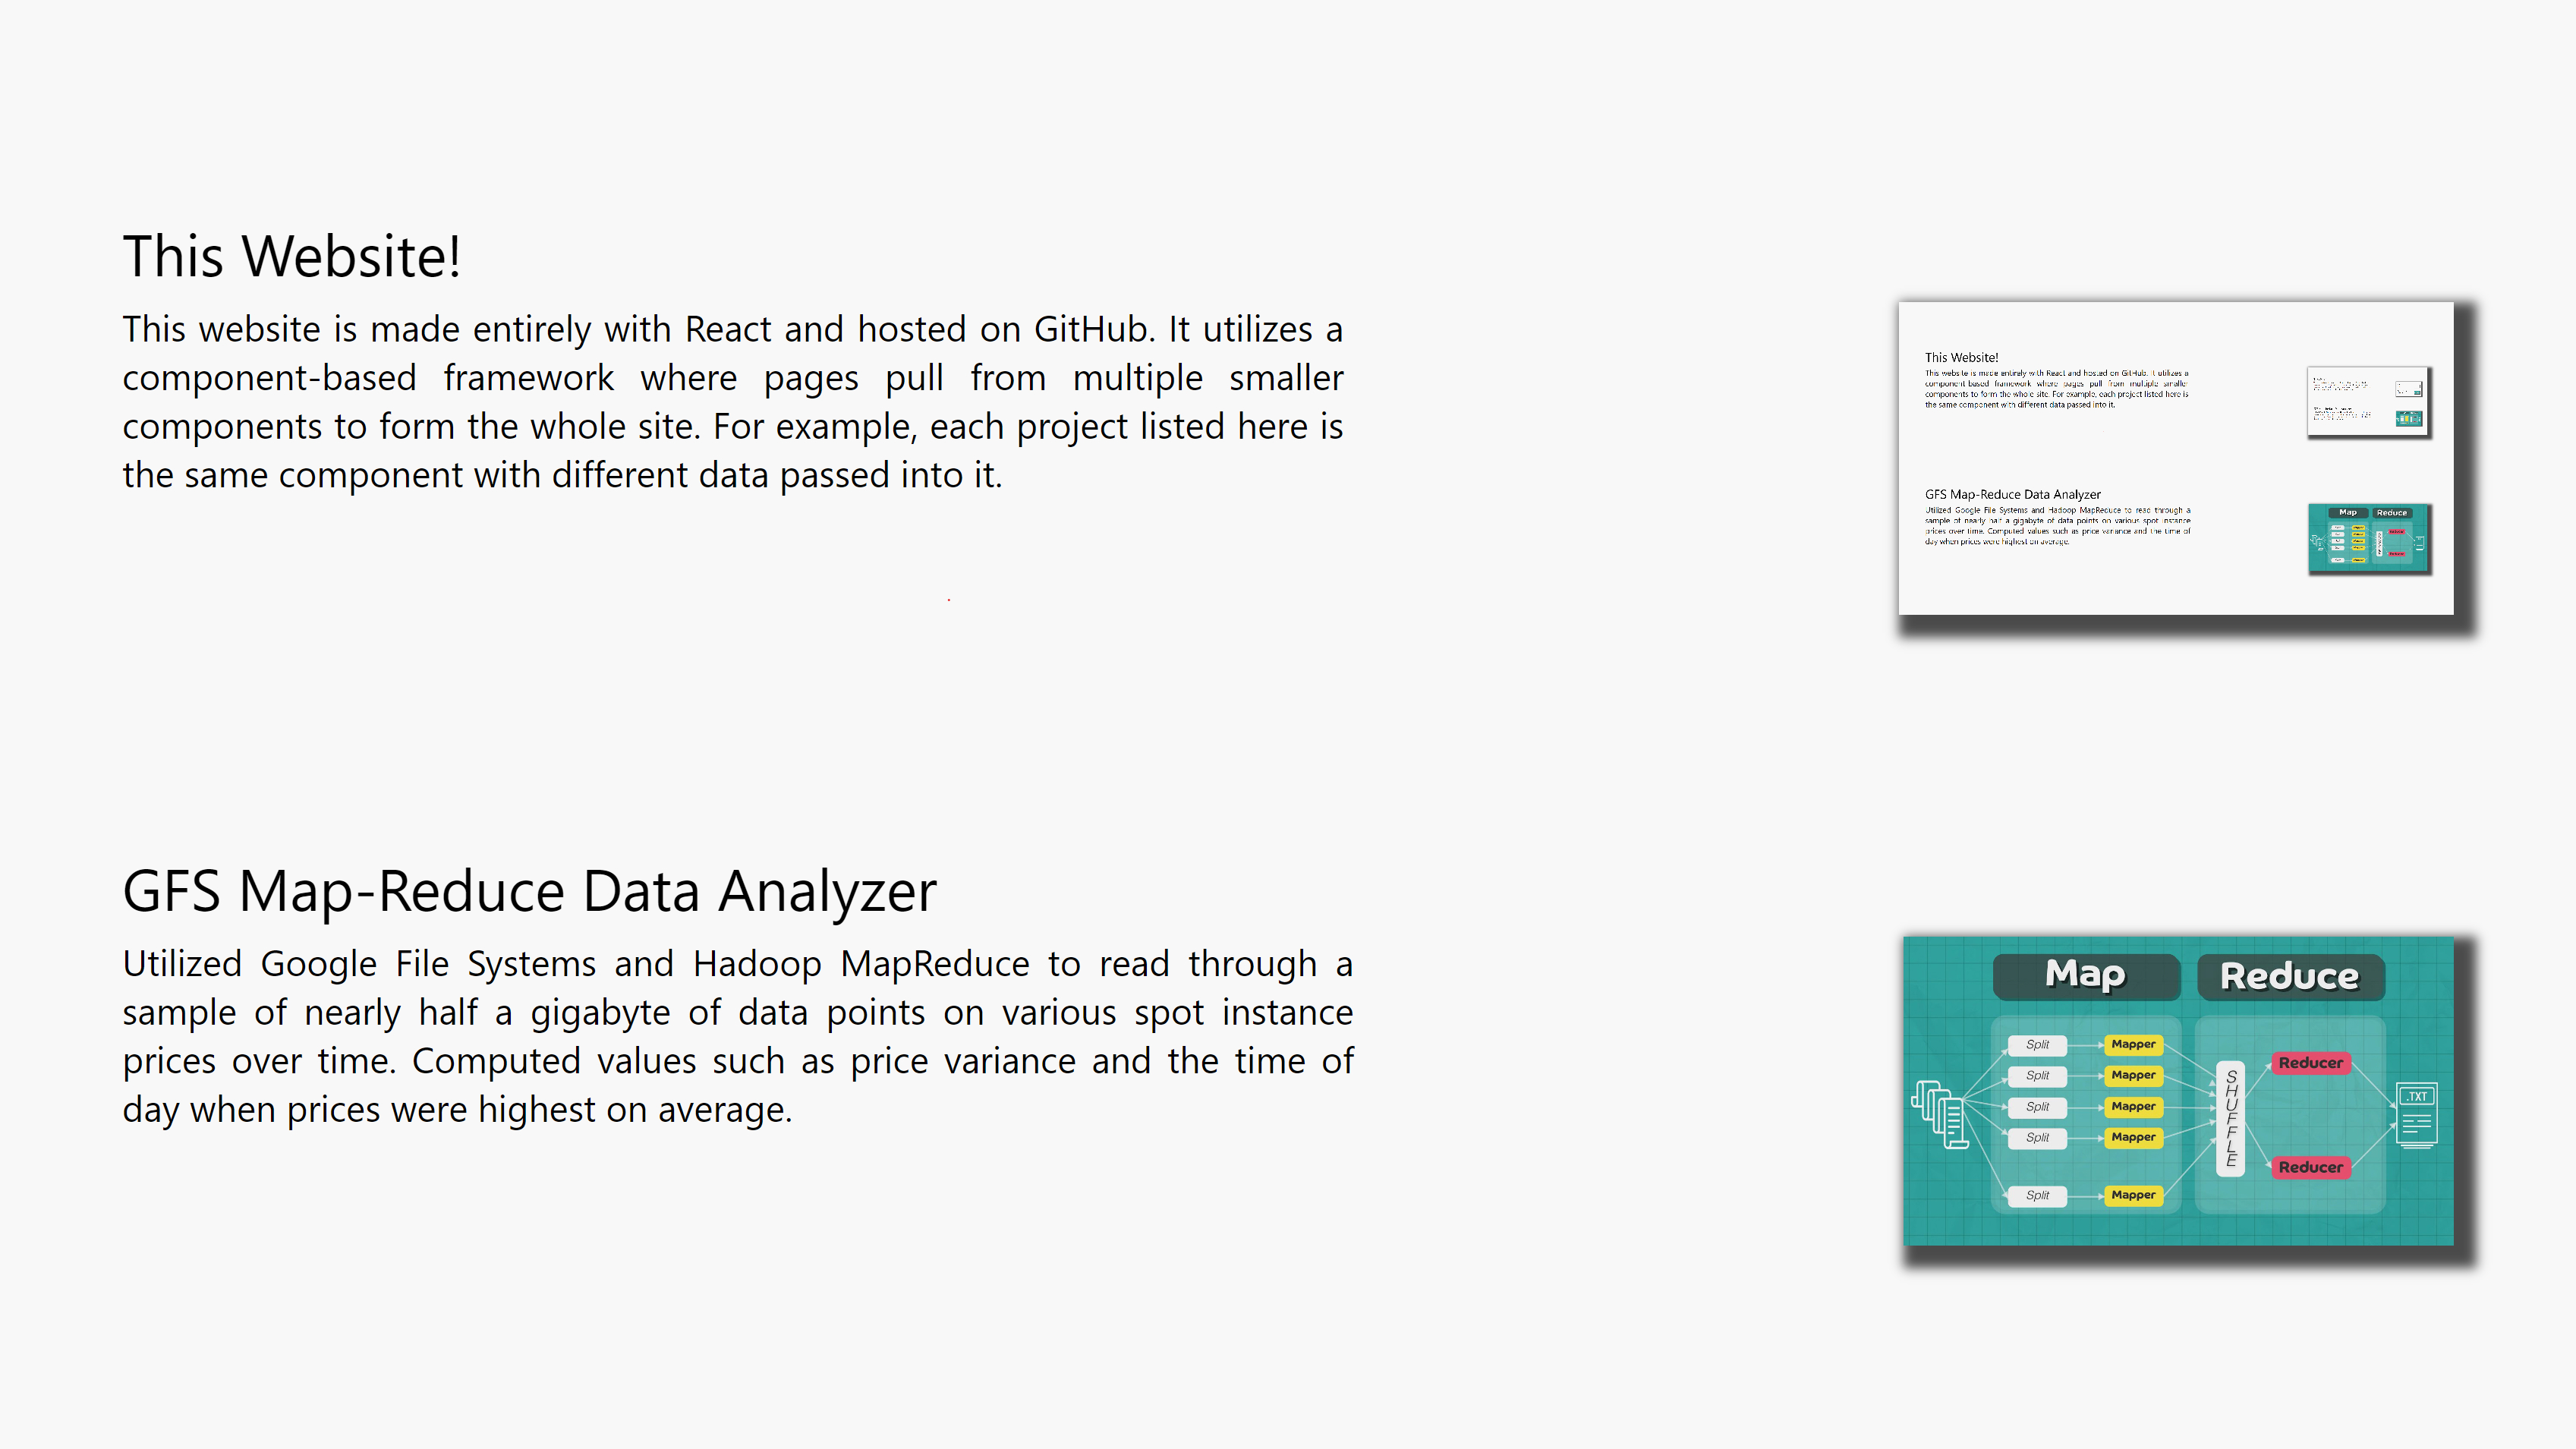 This Website!
This website is made entirely with React and hosted on GitHub. It utilizes a
component-based framework where pages pull from multiple smaller
components to form the whole site. For example, each project listed here is
the same component with different data passed into it.
This Website!
This website is made entirely with React and hosted on GitHub. It utilizes a
component-based framework where pages pull from multiple smaller
components to form the whole site. For example, each project listed here is
the same component with different data passed into it.
GFS Map-Reduce Data Analyzer
Utilized Google File Systems and Hadoop MapReduce to read through a
sample of nearly half a gigabyte of data points on various spot instance
prices over time. Computed values such as price variance and the time of
day when prices were highest on average.
Map Reduce
GFS Map-Reduce Data Analyzer
Utilized Google File Systems and Hadoop MapReduce to read through a
sample of nearly half a gigabyte of data points on various spot instance
prices over time. Computed values such as price variance and the time of
day when prices were highest on average.
Map Reduce
Split Mapper
Split Mapper
Split Mapper
Split Mapper
Split Mapper
SHUFFLE
Reducer
Reducer
.TXT